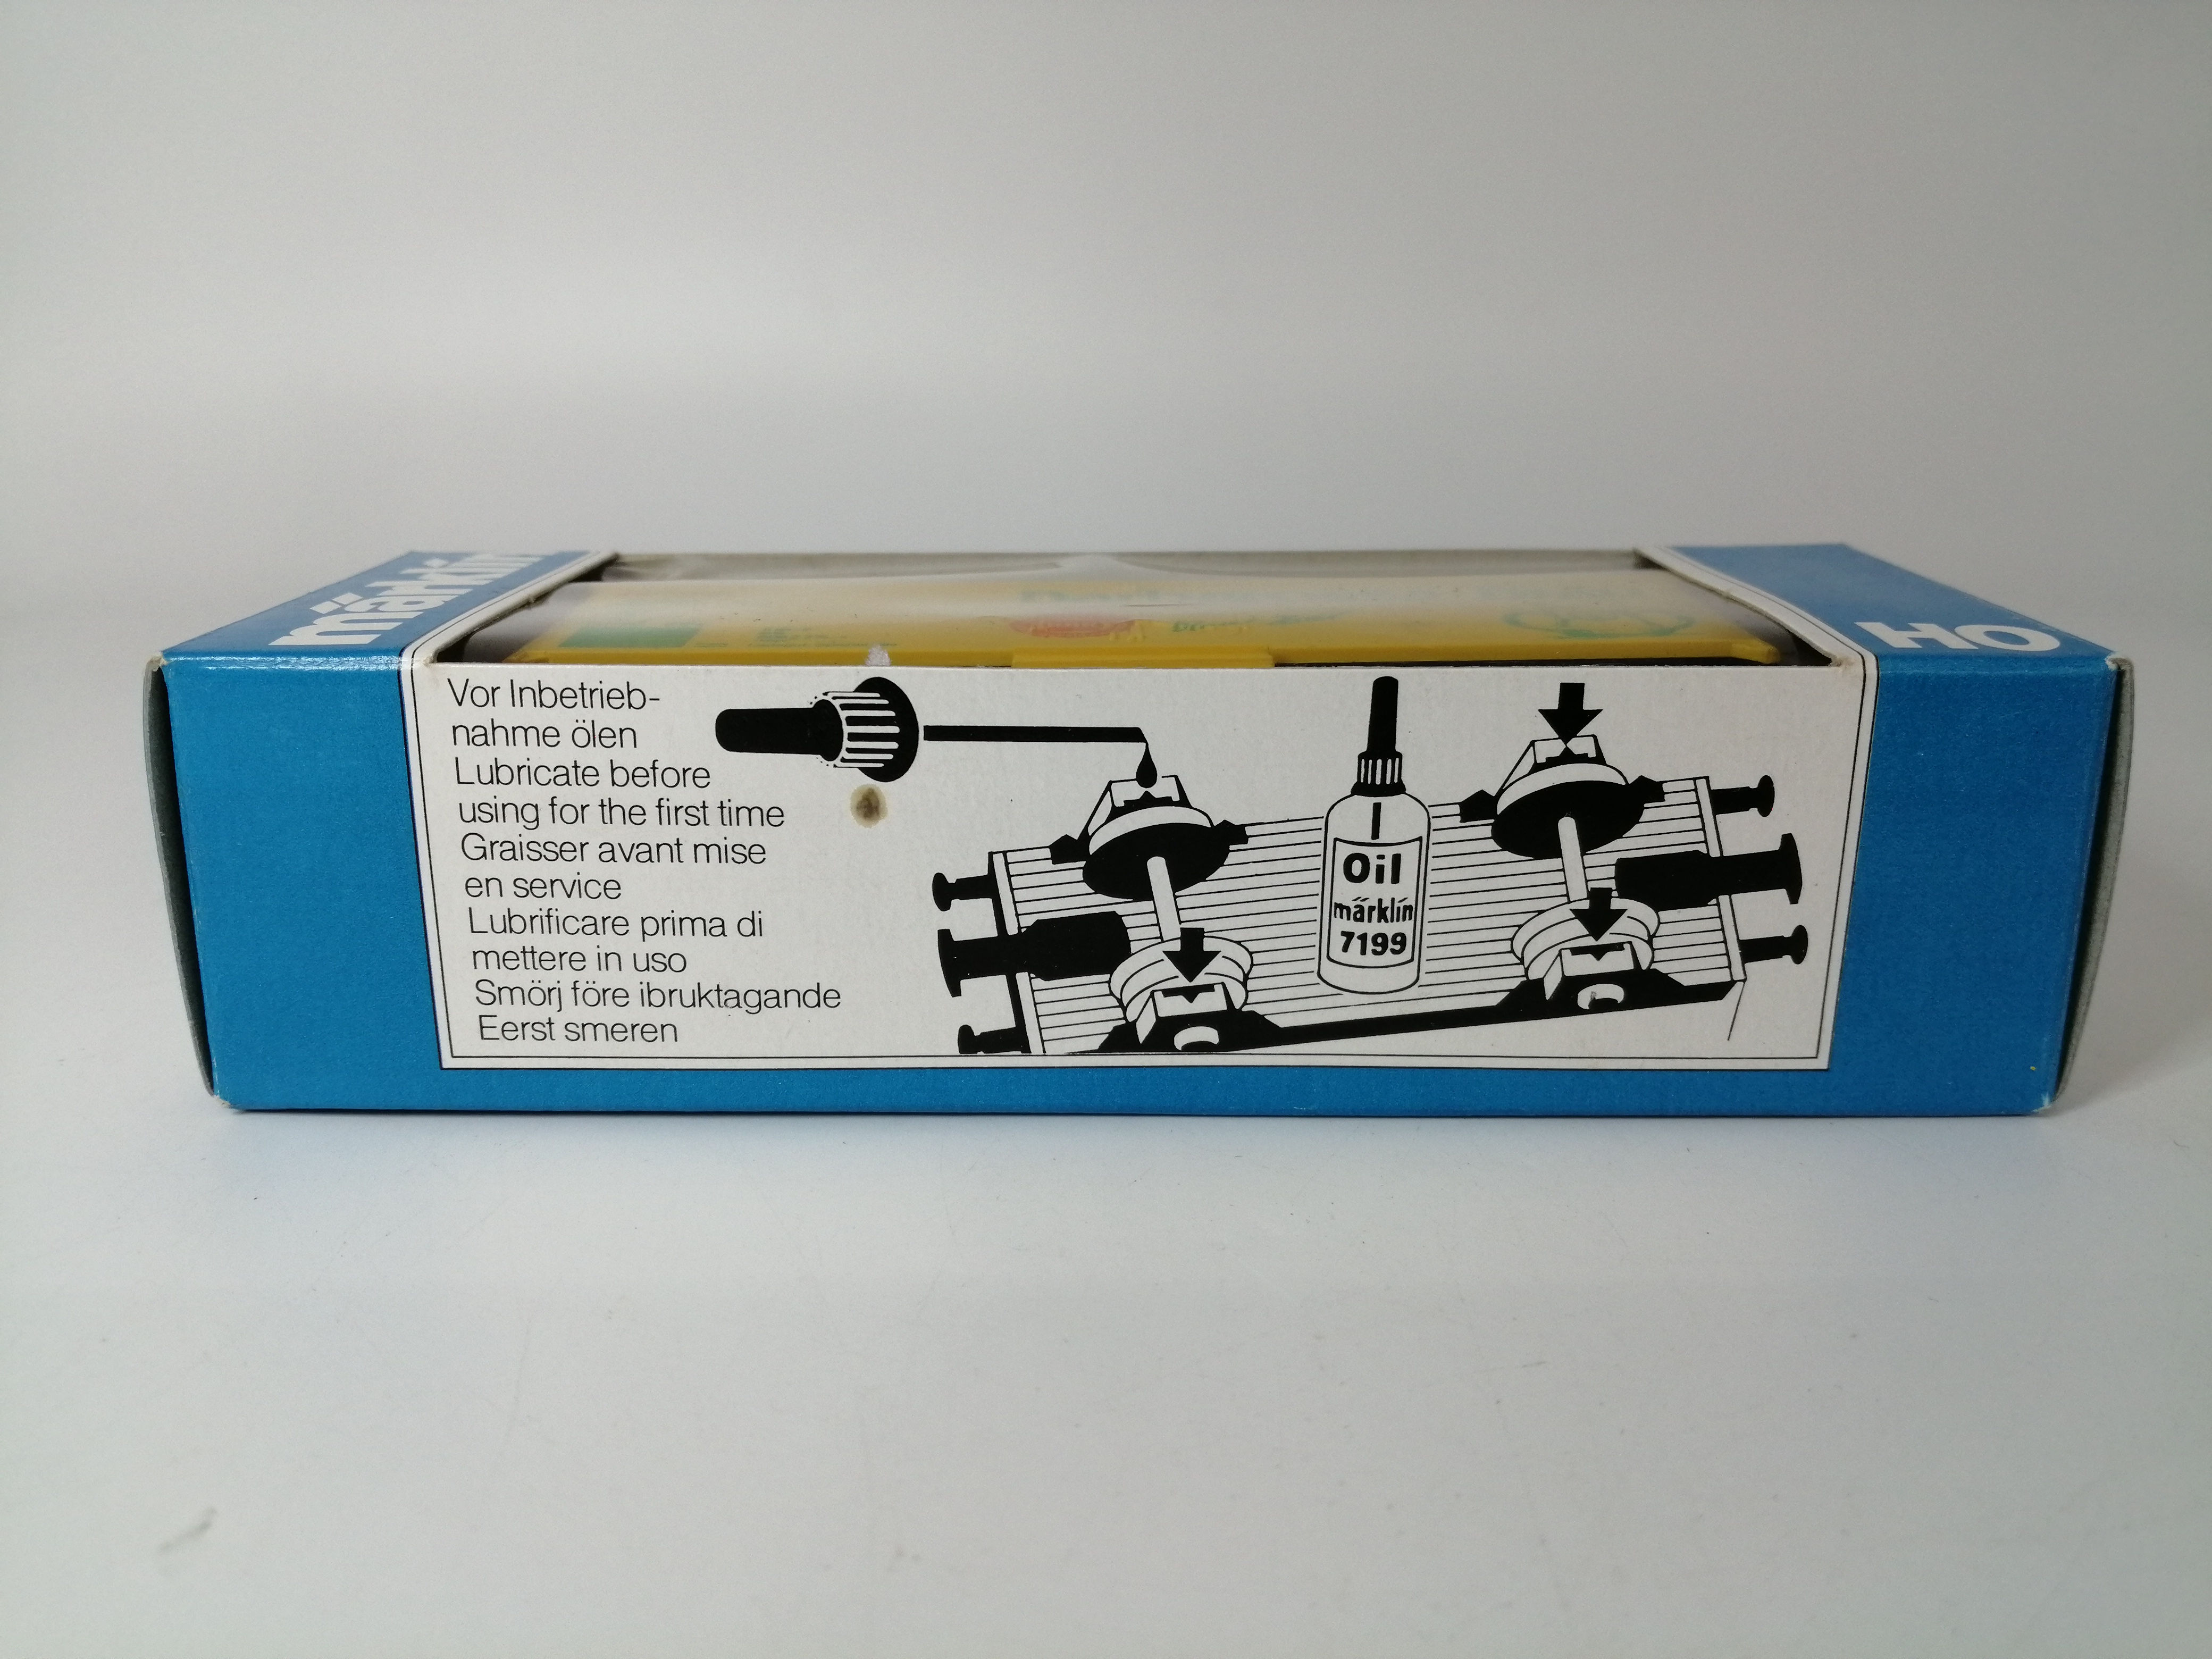 märklin
HO
Vor Inbetrieb-
nahme ölen
Lubricate before
using for the first time
Graisser avant mise
en service
Lubrificare prima di
mettere in uso
Smörj före ibruktagande
Eerst smeren
Oil
märklin
7199